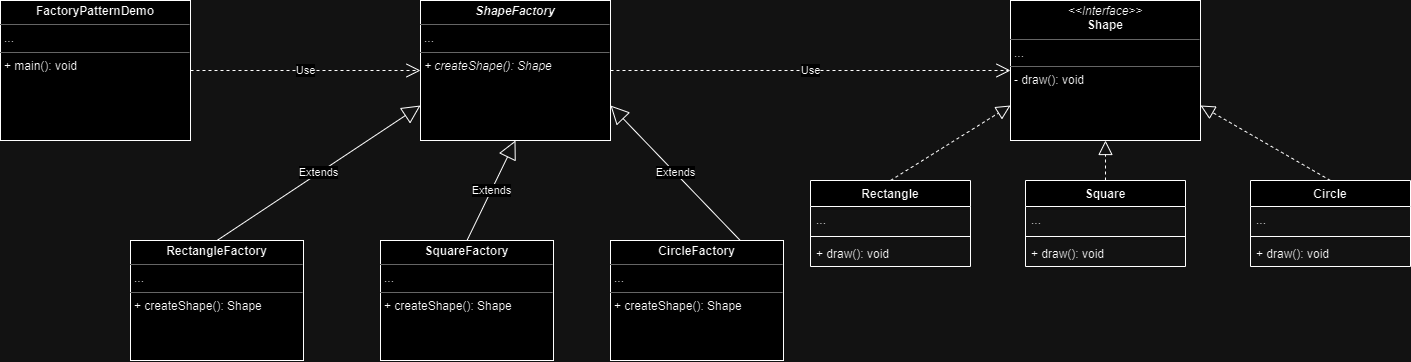 FactoryPatternDemo
...
+ main(): void
Use
ShapeFactory
...
+ createShape(): Shape
Use
<<Interface>>
Shape
...
- draw(): void
Extends
Extends
Extends
RectangleFactory
...
+ createShape(): Shape
SquareFactory
...
+ createShape(): Shape
CircleFactory
...
+ createShape(): Shape
Rectangle
...
+ draw(): void
Square
...
+ draw(): void
Circle
...
+ draw(): void